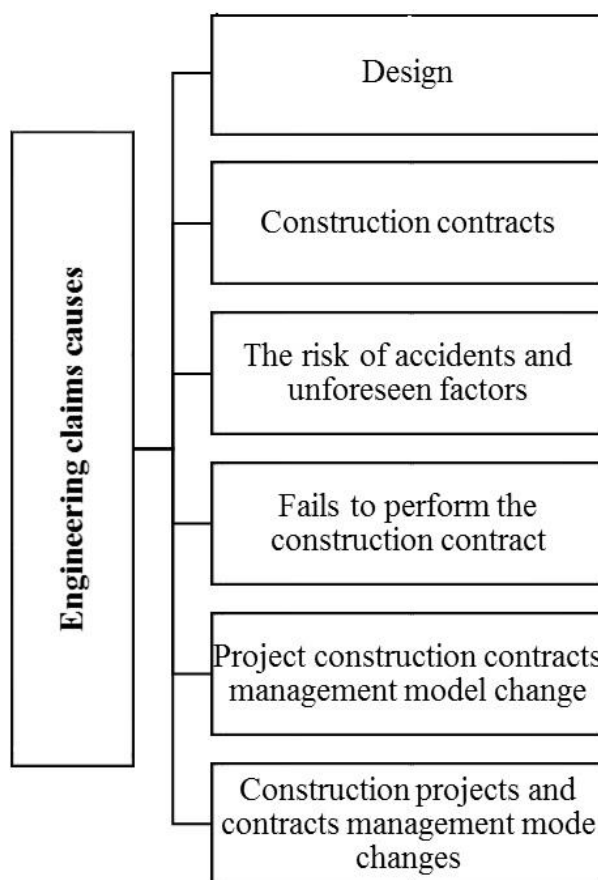 Engineering claims causes
Design
Construction contracts
The risk of accidents and
unforeseen factors
Fails to perform the
construction contract
Project construction contracts
management model change
Construction projects and
contracts management mode
changes